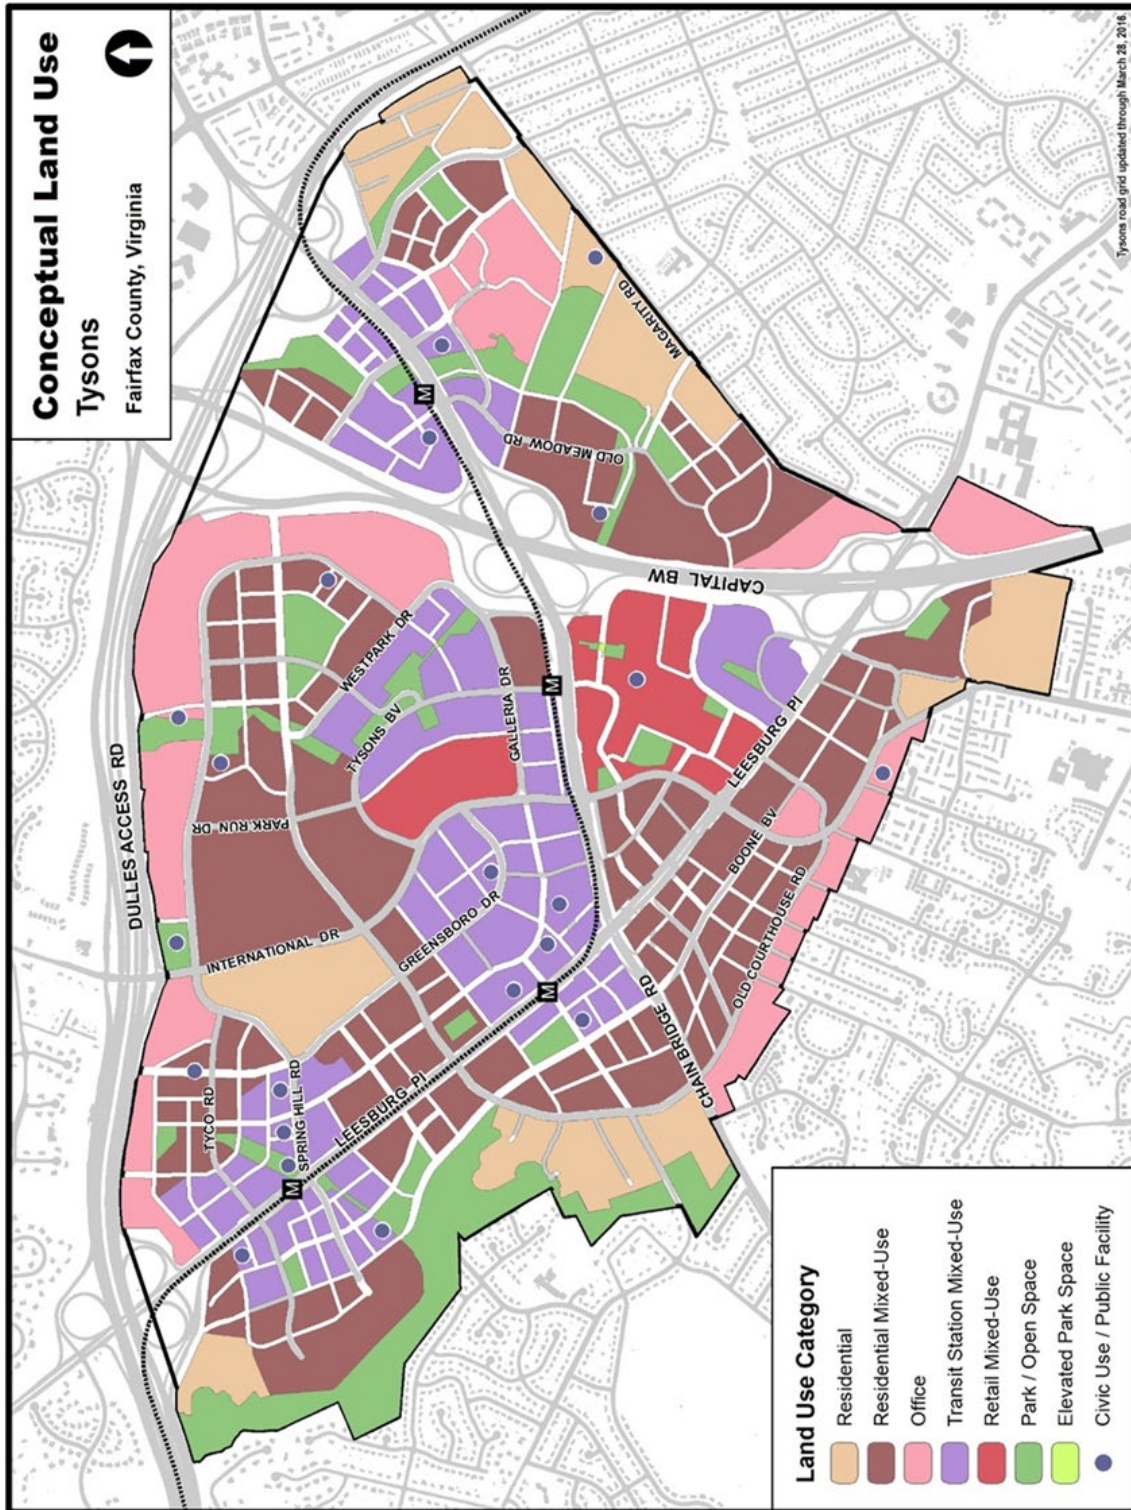 Conceptual Land Use
Tysons
Fairfax County, Virginia
DULLES ACCESS RD
INTERNATIONAL DR
PARK RUN DR
WESTPARK DR
TYSONS BV
GALLERIA DR
GREENSBORO DR
TYCO RD
SPRING HILL RD
LEESBURG PI
M
M
M
M
OLD MEADOW RD
MAGARITY RD
CAPITAL BW
LEESBURG PI
BOONE BV
OLD COURTHOUSE RD
CHAIN BRIDGE RD
Land Use Category
Residential
Residential Mixed-Use
Office
Transit Station Mixed-Use
Retail Mixed-Use
Park / Open Space
Elevated Park Space
Civic Use / Public Facility
Tysons road grid updated through March 28, 2016.